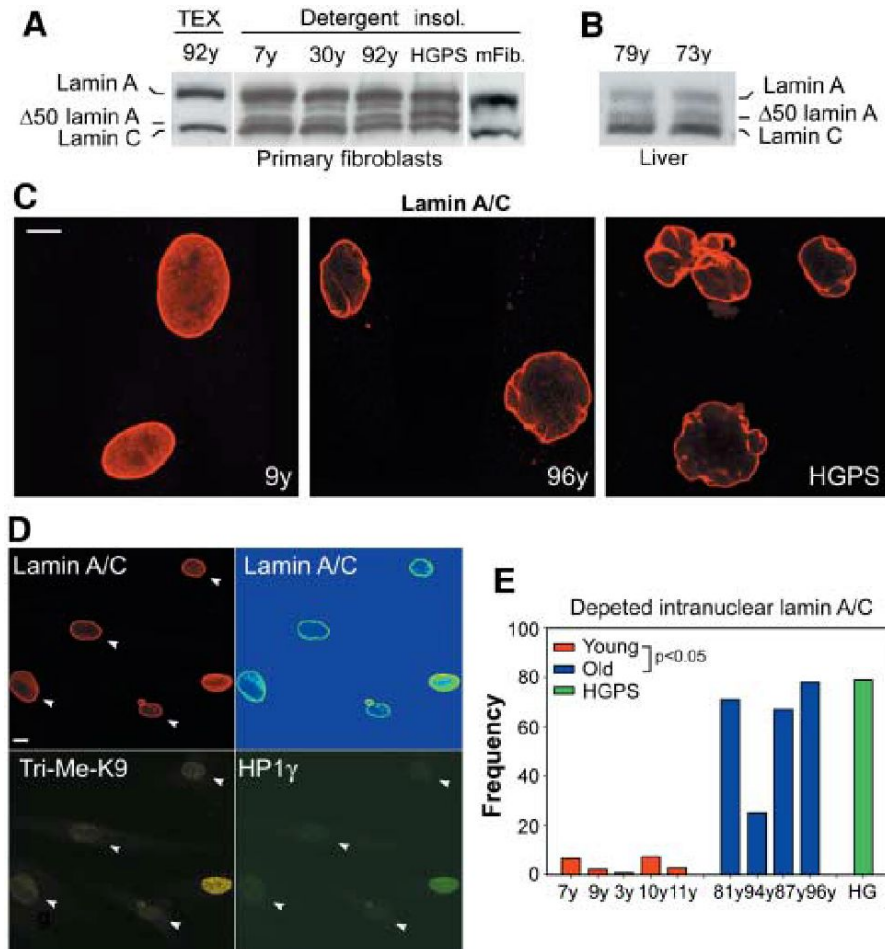 A
TEX Detergent insol.
92y 7y 30y 92y HGPS mFib.
Lamin A
Δ50 lamin A
Lamin C
Primary fibroblasts
B
79y 73y
Lamin A
Δ50 lamin A
Lamin C
Liver
C
Lamin A/C
9y 96y HGPS
D
Lamin A/C Lamin A/C
Tri-Me-K9 HP1γ
E
Depeted intranuclear lamin A/C
Frequency
100
80
60
40
20
0
Young
Old
HGPS
p<0.05
7y 9y 3y 10y 11y 81y 94y 87y 96y HG